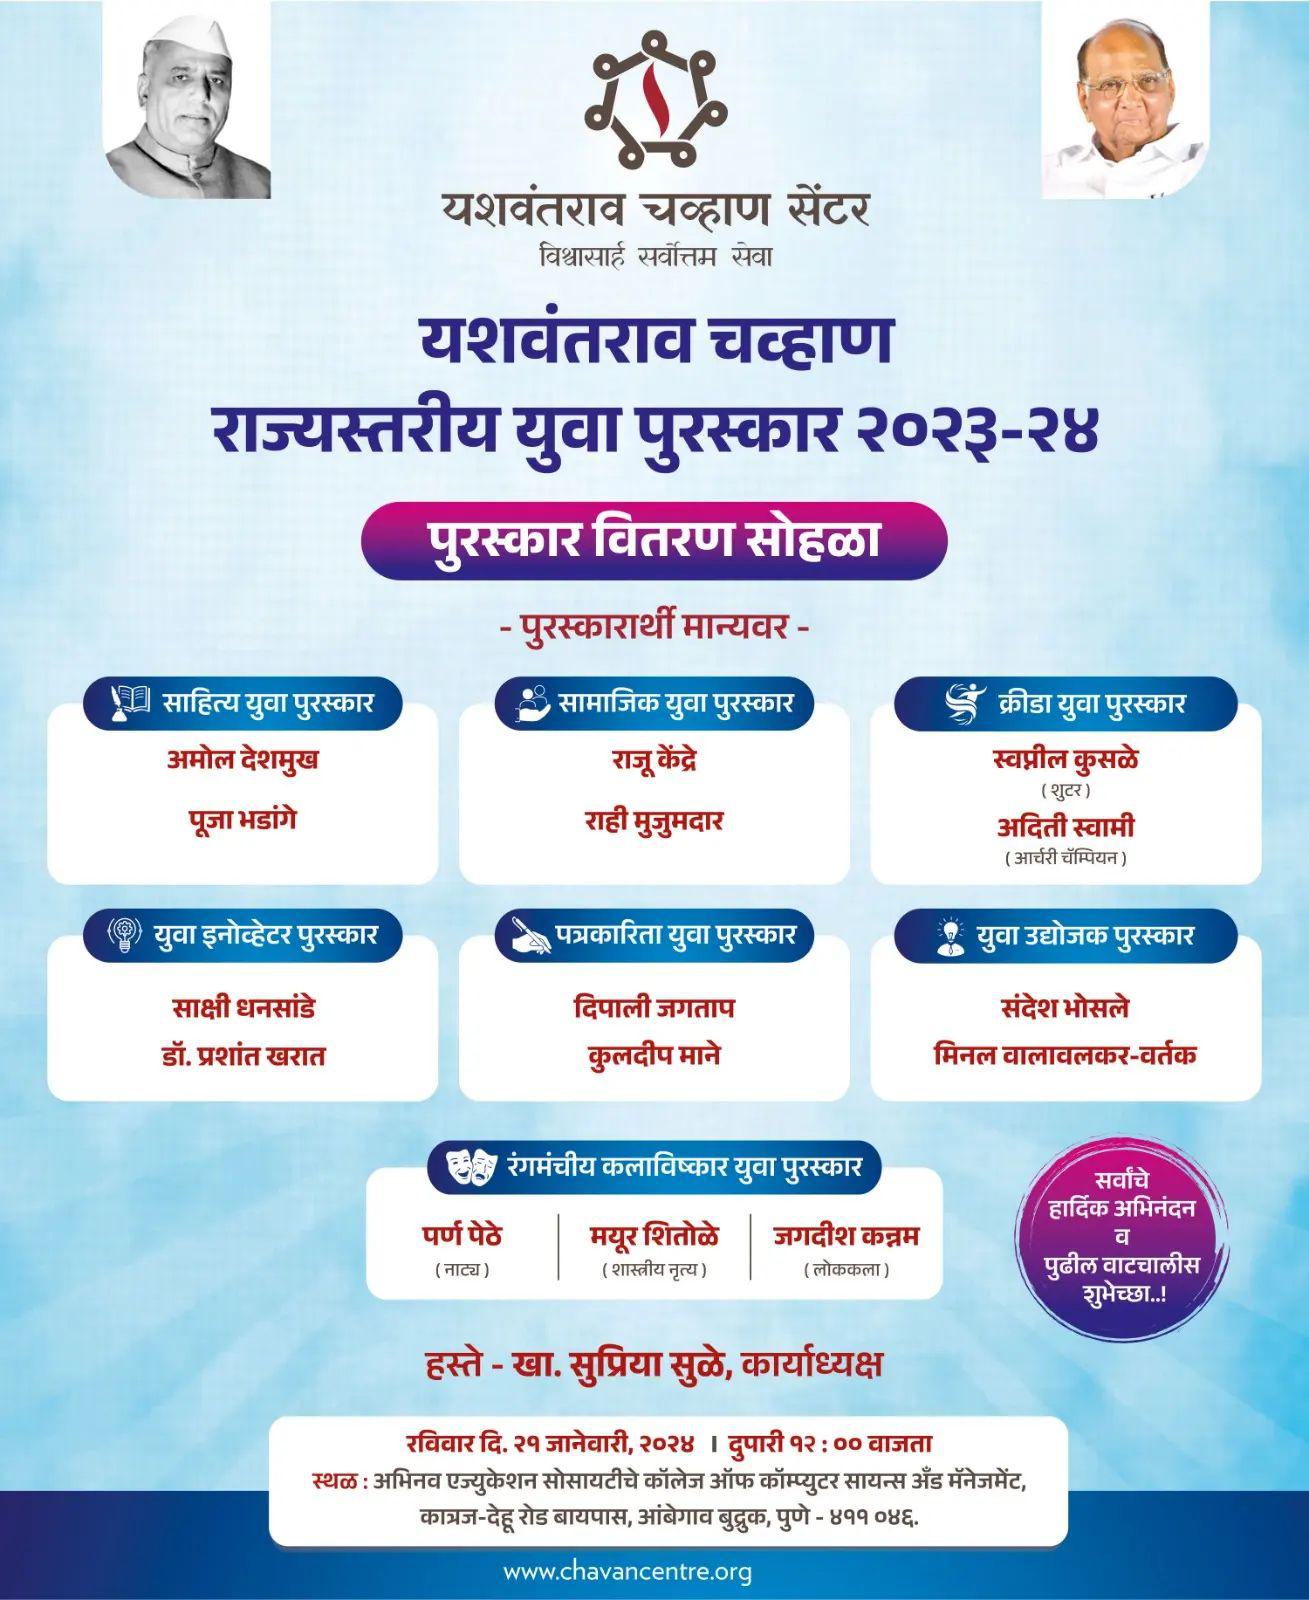 यशवंतराव चव्हाण सेंटर
विश्वासार्ह सर्वोत्तम सेवा
यशवंतराव चव्हाण
राज्यस्तरीय युवा पुरस्कार २०२३-२४
पुरस्कार वितरण सोहळा
- पुरस्कारार्थी मान्यवर -
साहित्य युवा पुरस्कार
अमोल देशमुख
पूजा भडांगे
सामाजिक युवा पुरस्कार
राजू केंद्रे
राही मुजुमदार
क्रीडा युवा पुरस्कार
स्वप्नील कुसळे
( शुटर )
अदिती स्वामी
( आर्चरी चॅम्पियन )
युवा इनोव्हेटर पुरस्कार
साक्षी धनसांडे
डॉ. प्रशांत खरात
पत्रकारिता युवा पुरस्कार
दिपाली जगताप
कुलदीप माने
युवा उद्योजक पुरस्कार
संदेश भोसले
मिनल वालावलकर-वर्तक
रंगमंचीय कलाविष्कार युवा पुरस्कार
पर्ण पेठे
( नाट्य )
मयूर शितोळे
( शास्त्रीय नृत्य )
जगदीश कन्नम
( लोककला )
सर्वांचे
हार्दिक अभिनंदन
व
पुढील वाटचालीस
शुभेच्छा..!
हस्ते - खा. सुप्रिया सुळे, कार्याध्यक्ष
रविवार दि. २१ जानेवारी, २०२४ । दुपारी १२ : ०० वाजता
स्थळ : अभिनव एज्युकेशन सोसायटीचे कॉलेज ऑफ कॉम्प्युटर सायन्स अँड मॅनेजमेंट,
कात्रज-देहू रोड बायपास, आंबेगाव बुद्रुक, पुणे - ४११ ०४६.
www.chavancentre.org